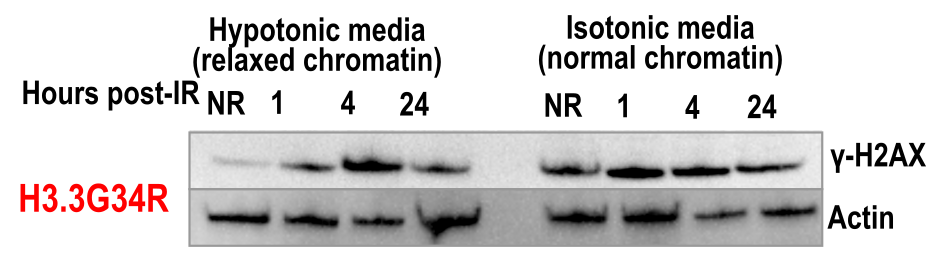 Hypotonic media
(relaxed chromatin)
Isotonic media
(normal chromatin)
Hours post-IR NR 1 4 24 NR 1 4 24
γ-H2AX
H3.3G34R
Actin